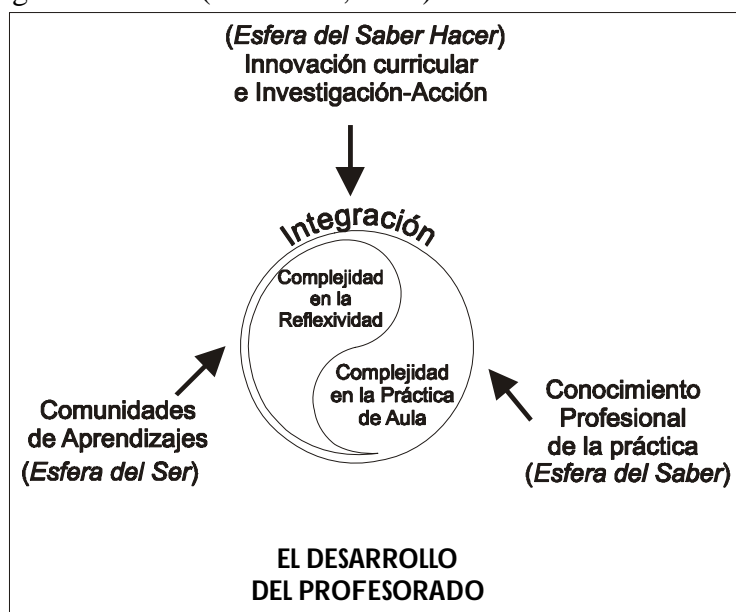 (Esfera del Saber Hacer)
Innovación curricular
e Investigación-Acción
Integración
Complejidad
en la
Reflexividad
Complejidad
en la Práctica
de Aula
Comunidades
de Aprendizajes
(Esfera del Ser)
Conocimiento
Profesional
de la práctica
(Esfera del Saber)
EL DESARROLLO
DEL PROFESORADO